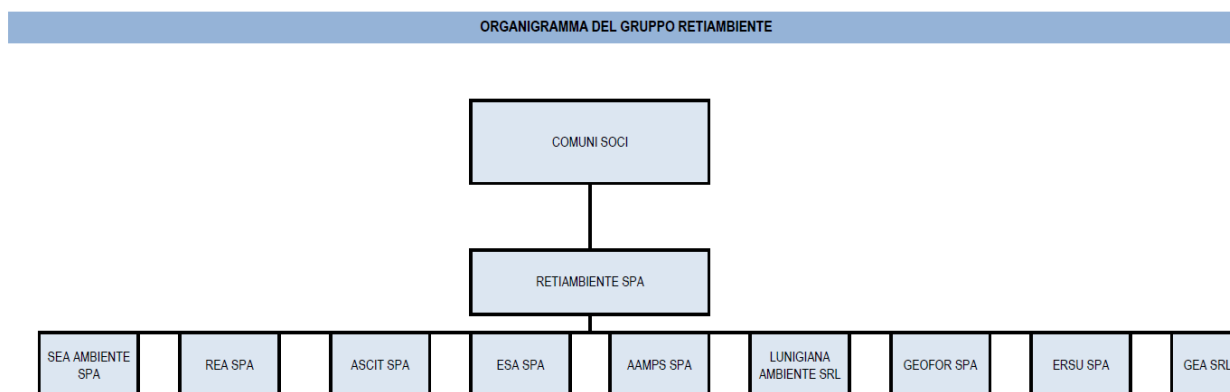 ORGANIGRAMMA DEL GRUPPO RETIAMBIENTE
COMUNI SOCI
RETIAMBIENTE SPA
SEA AMBIENTE
SPA
REA SPA
ASCIT SPA
ESA SPA
AAMPS SPA
LUNIGIANA
AMBIENTE SRL
GEOFOR SPA
ERSU SPA
GEA SRL